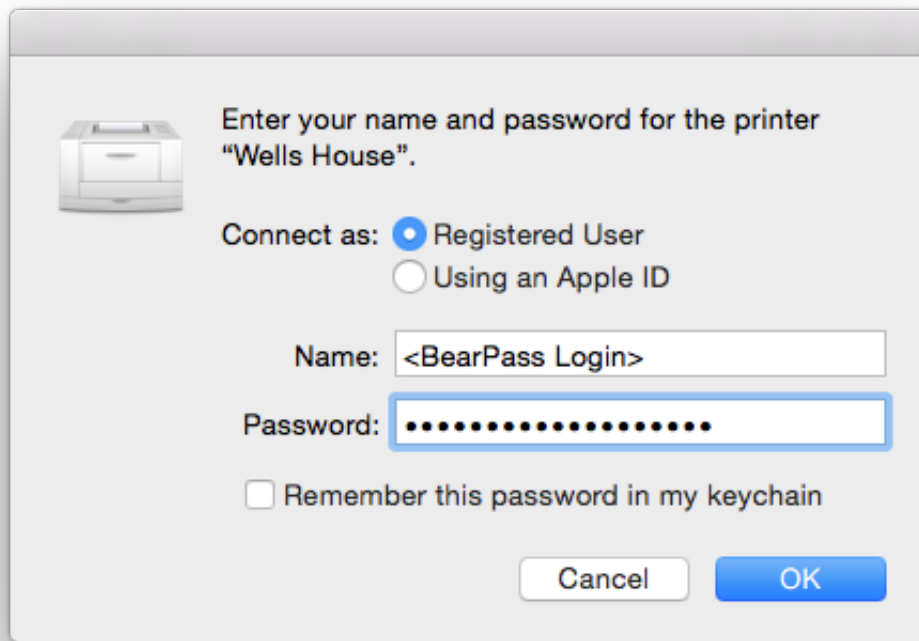 Enter your name and password for the printer
“Wells House”.
Connect as: Registered User
Using an Apple ID
Name: <BearPass Login>
Password: •••••••••••••••••••
Remember this password in my keychain
Cancel OK